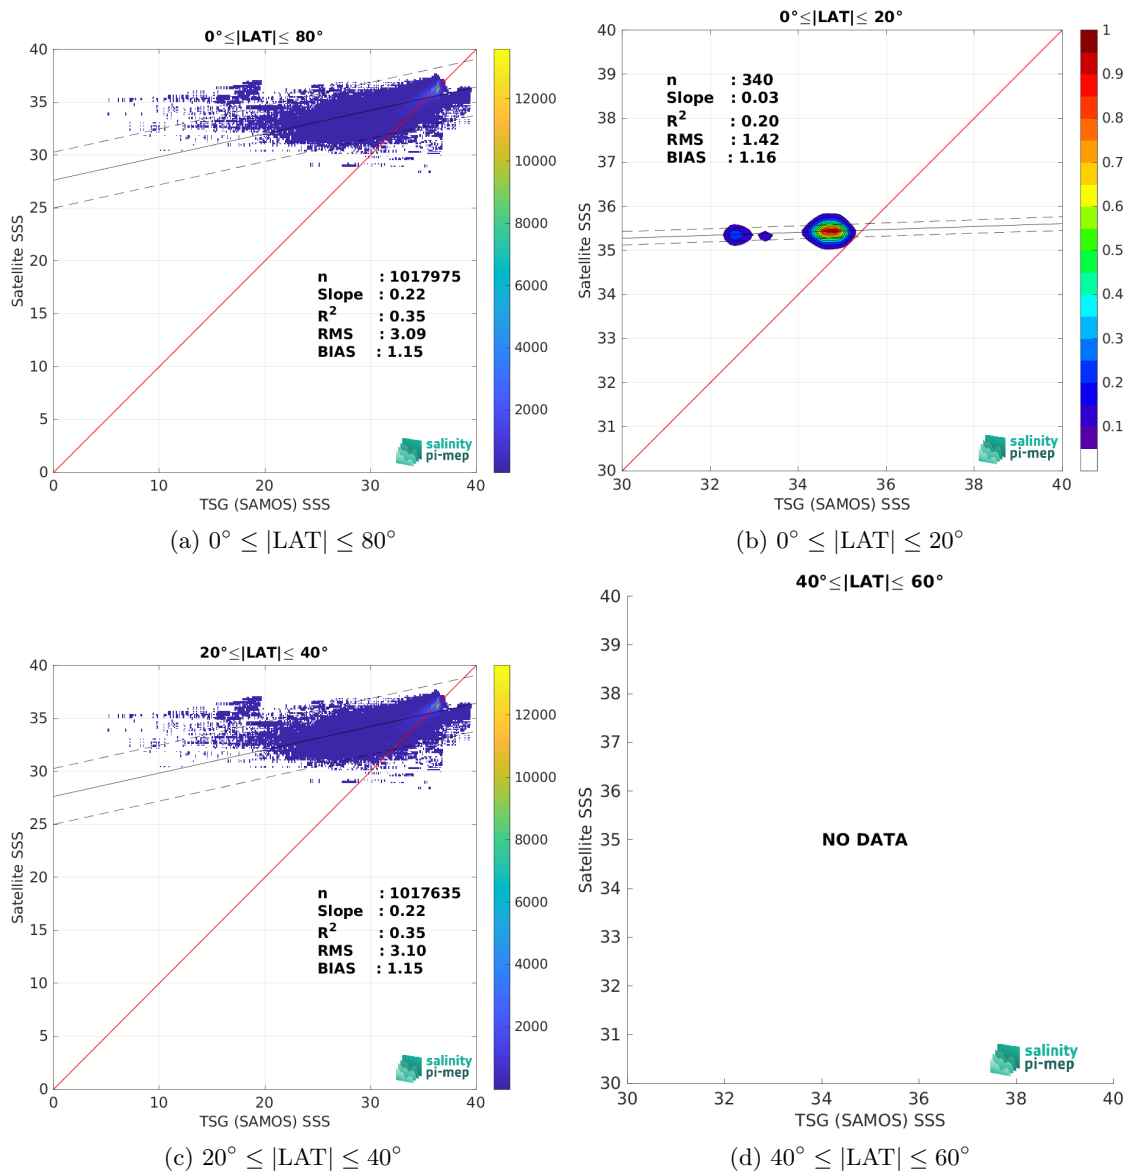 0°≤|LAT|≤ 80°
40
35
30
25
20
15
10
5
0
Satellite SSS
n : 1017975
Slope : 0.22
R² : 0.35
RMS : 3.09
BIAS : 1.15
salinity
pi-mep
0 10 20 30 40
TSG (SAMOS) SSS
12000
10000
8000
6000
4000
2000
(a) 0° ≤ |LAT| ≤ 80°
0°≤|LAT|≤ 20°
40
39
38
37
36
35
34
33
32
31
30
Satellite SSS
n : 340
Slope : 0.03
R² : 0.20
RMS : 1.42
BIAS : 1.16
salinity
pi-mep
30 32 34 36 38 40
TSG (SAMOS) SSS
1
0.9
0.8
0.7
0.6
0.5
0.4
0.3
0.2
0.1
(b) 0° ≤ |LAT| ≤ 20°
20°≤|LAT|≤ 40°
40
35
30
25
20
15
10
5
0
Satellite SSS
n : 1017635
Slope : 0.22
R² : 0.35
RMS : 3.10
BIAS : 1.15
salinity
pi-mep
0 10 20 30 40
TSG (SAMOS) SSS
12000
10000
8000
6000
4000
2000
(c) 20° ≤ |LAT| ≤ 40°
40°≤|LAT|≤ 60°
40
39
38
37
36
35
34
33
32
31
30
Satellite SSS
NO DATA
salinity
pi-mep
30 32 34 36 38 40
TSG (SAMOS) SSS
(d) 40° ≤ |LAT| ≤ 60°